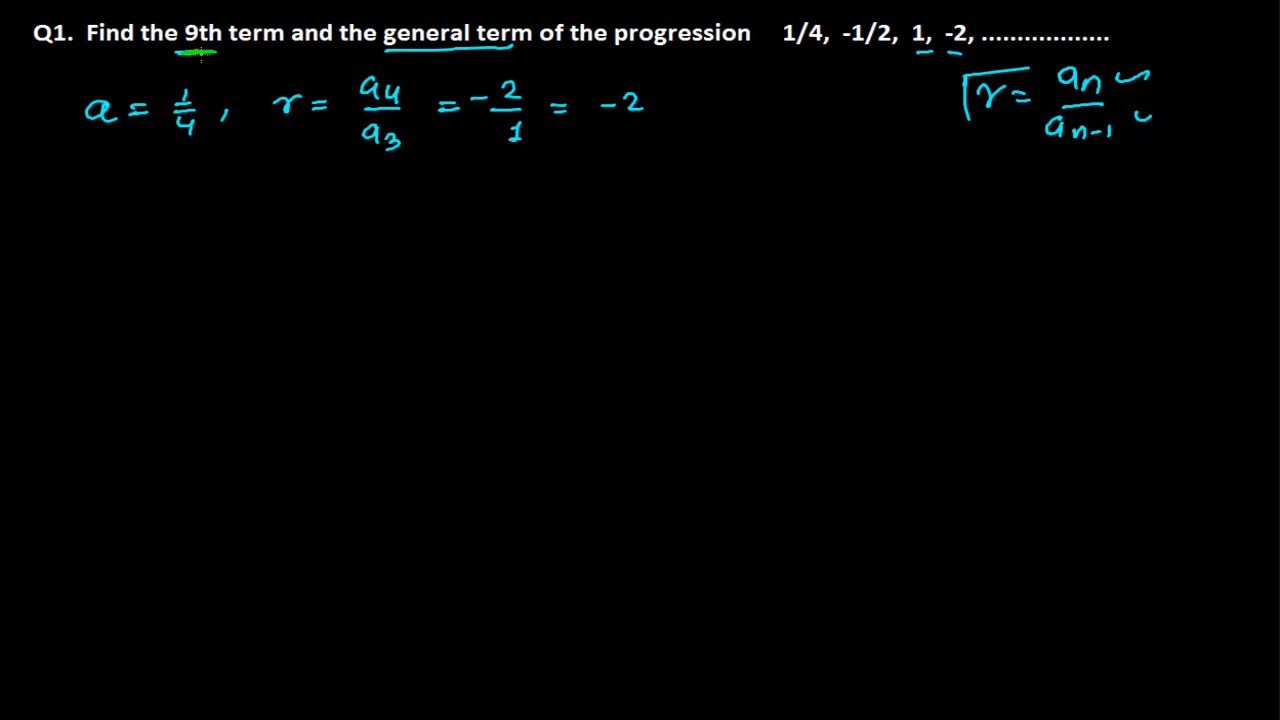 Q1. Find the 9th term and the general term of the progression 1/4, -1/2, 1, -2, ..................
a = 1/4 , r = a4/a3 = -2/1 = -2
r = an/an-1